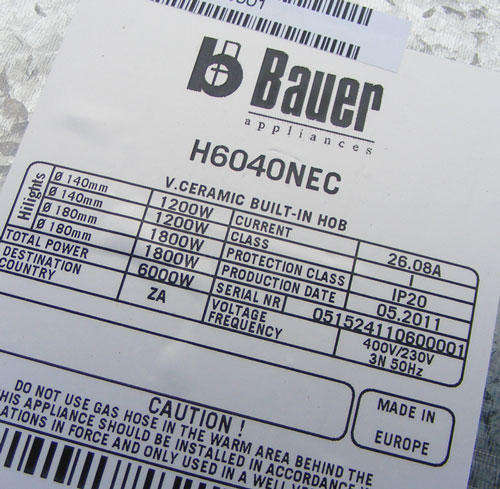 b Bauer
appliances
H6040NEC
V.CERAMIC BUILT-IN HOB
Hilights
Ø 140mm 1200W
Ø 140mm 1200W
Ø 180mm 1800W
Ø 180mm 1800W
TOTAL POWER 6000W
DESTINATION COUNTRY ZA
CURRENT 26.08A
CLASS I
PROTECTION CLASS IP20
PRODUCTION DATE 05.2011
SERIAL NR 051524110600001
VOLTAGE 400V/230V
FREQUENCY 3N 50Hz
CAUTION !
DO NOT USE GAS HOSE IN THE WARM AREA BEHIND THE
THIS APPLIANCE SHOULD BE INSTALLED IN ACCORDANCE
IN FORCE AND ONLY USED IN A WELL
MADE IN
EUROPE